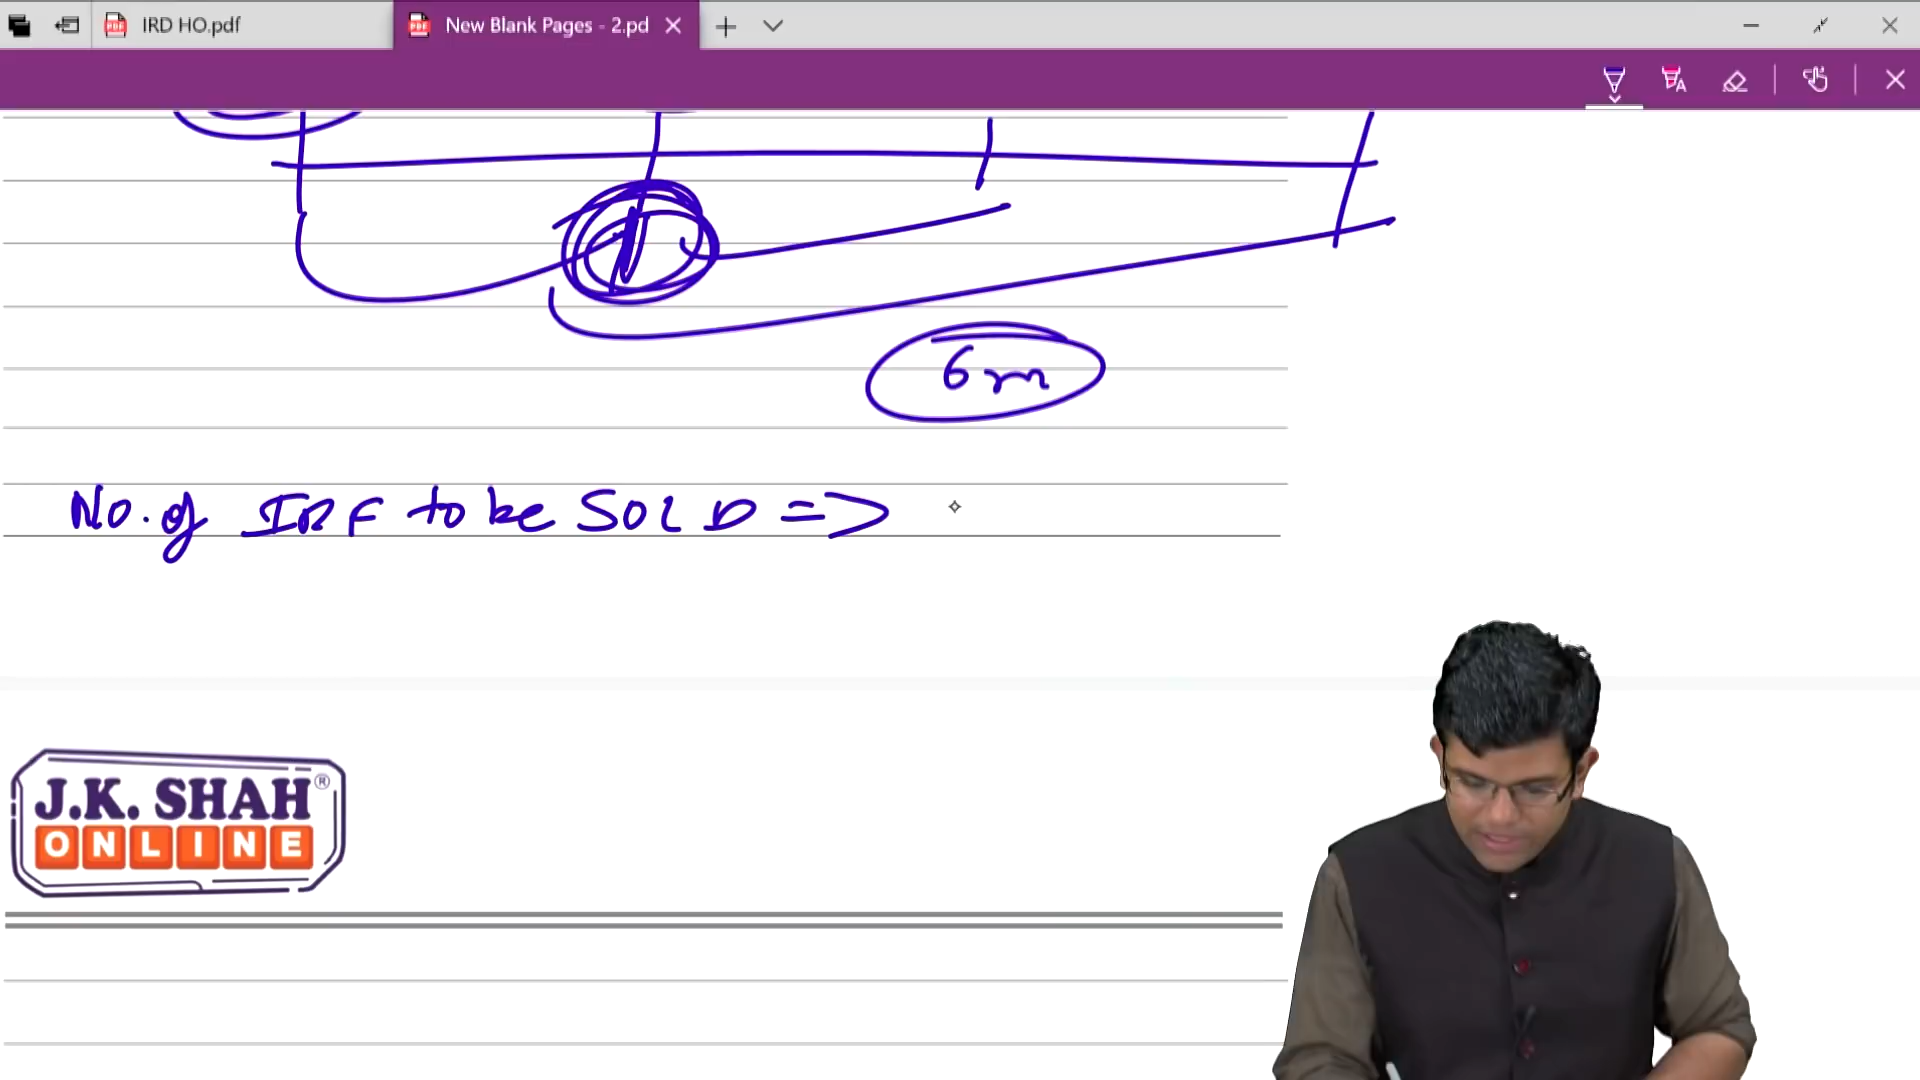 IRD HO.pdf
New Blank Pages - 2.pd
6m
No. of IRF to be SOLD =>
J.K. SHAH®
ONLINE